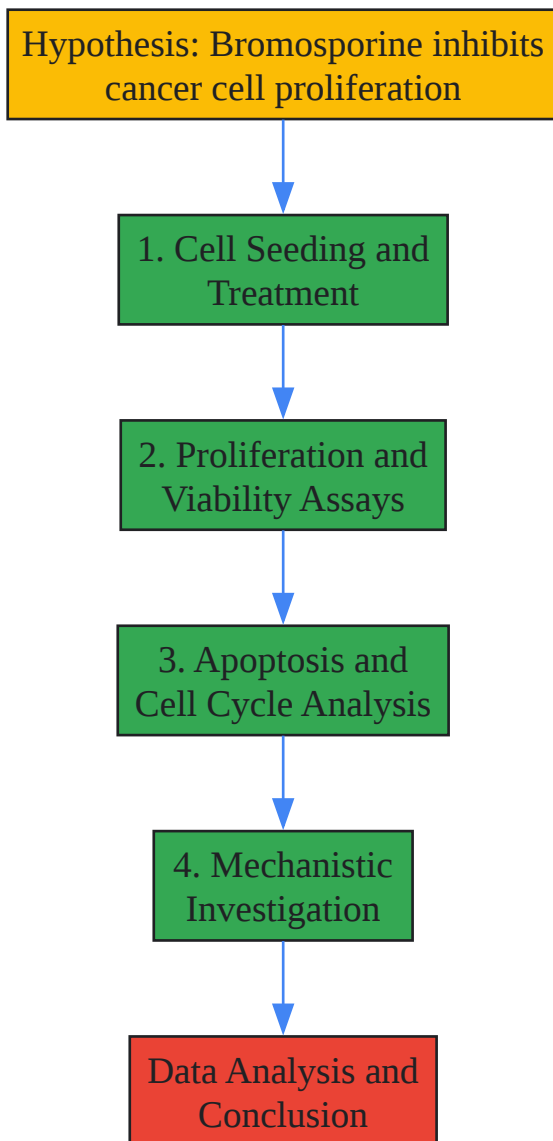 Hypothesis: Bromosporine inhibits
cancer cell proliferation
1. Cell Seeding and
Treatment
2. Proliferation and
Viability Assays
3. Apoptosis and
Cell Cycle Analysis
4. Mechanistic
Investigation
Data Analysis and
Conclusion